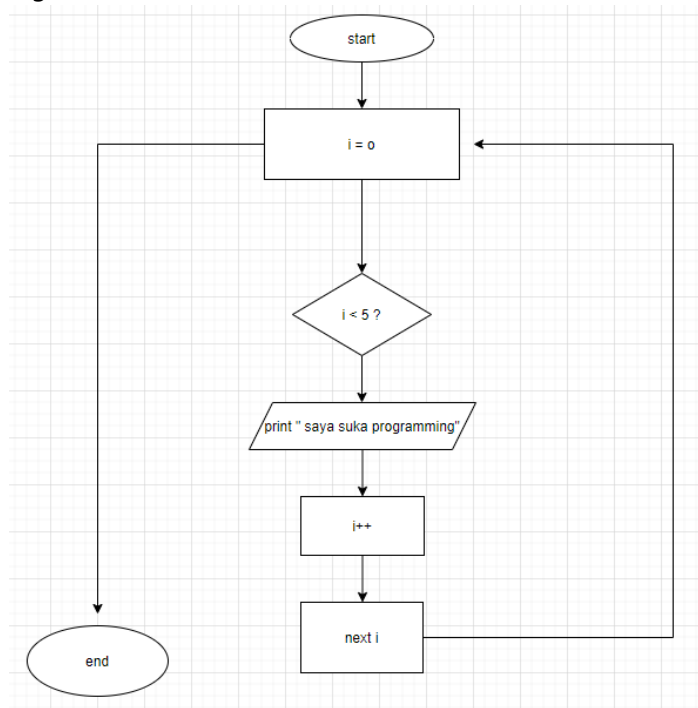 start
i = o
i < 5 ?
print " saya suka programming"
i++
next i
end